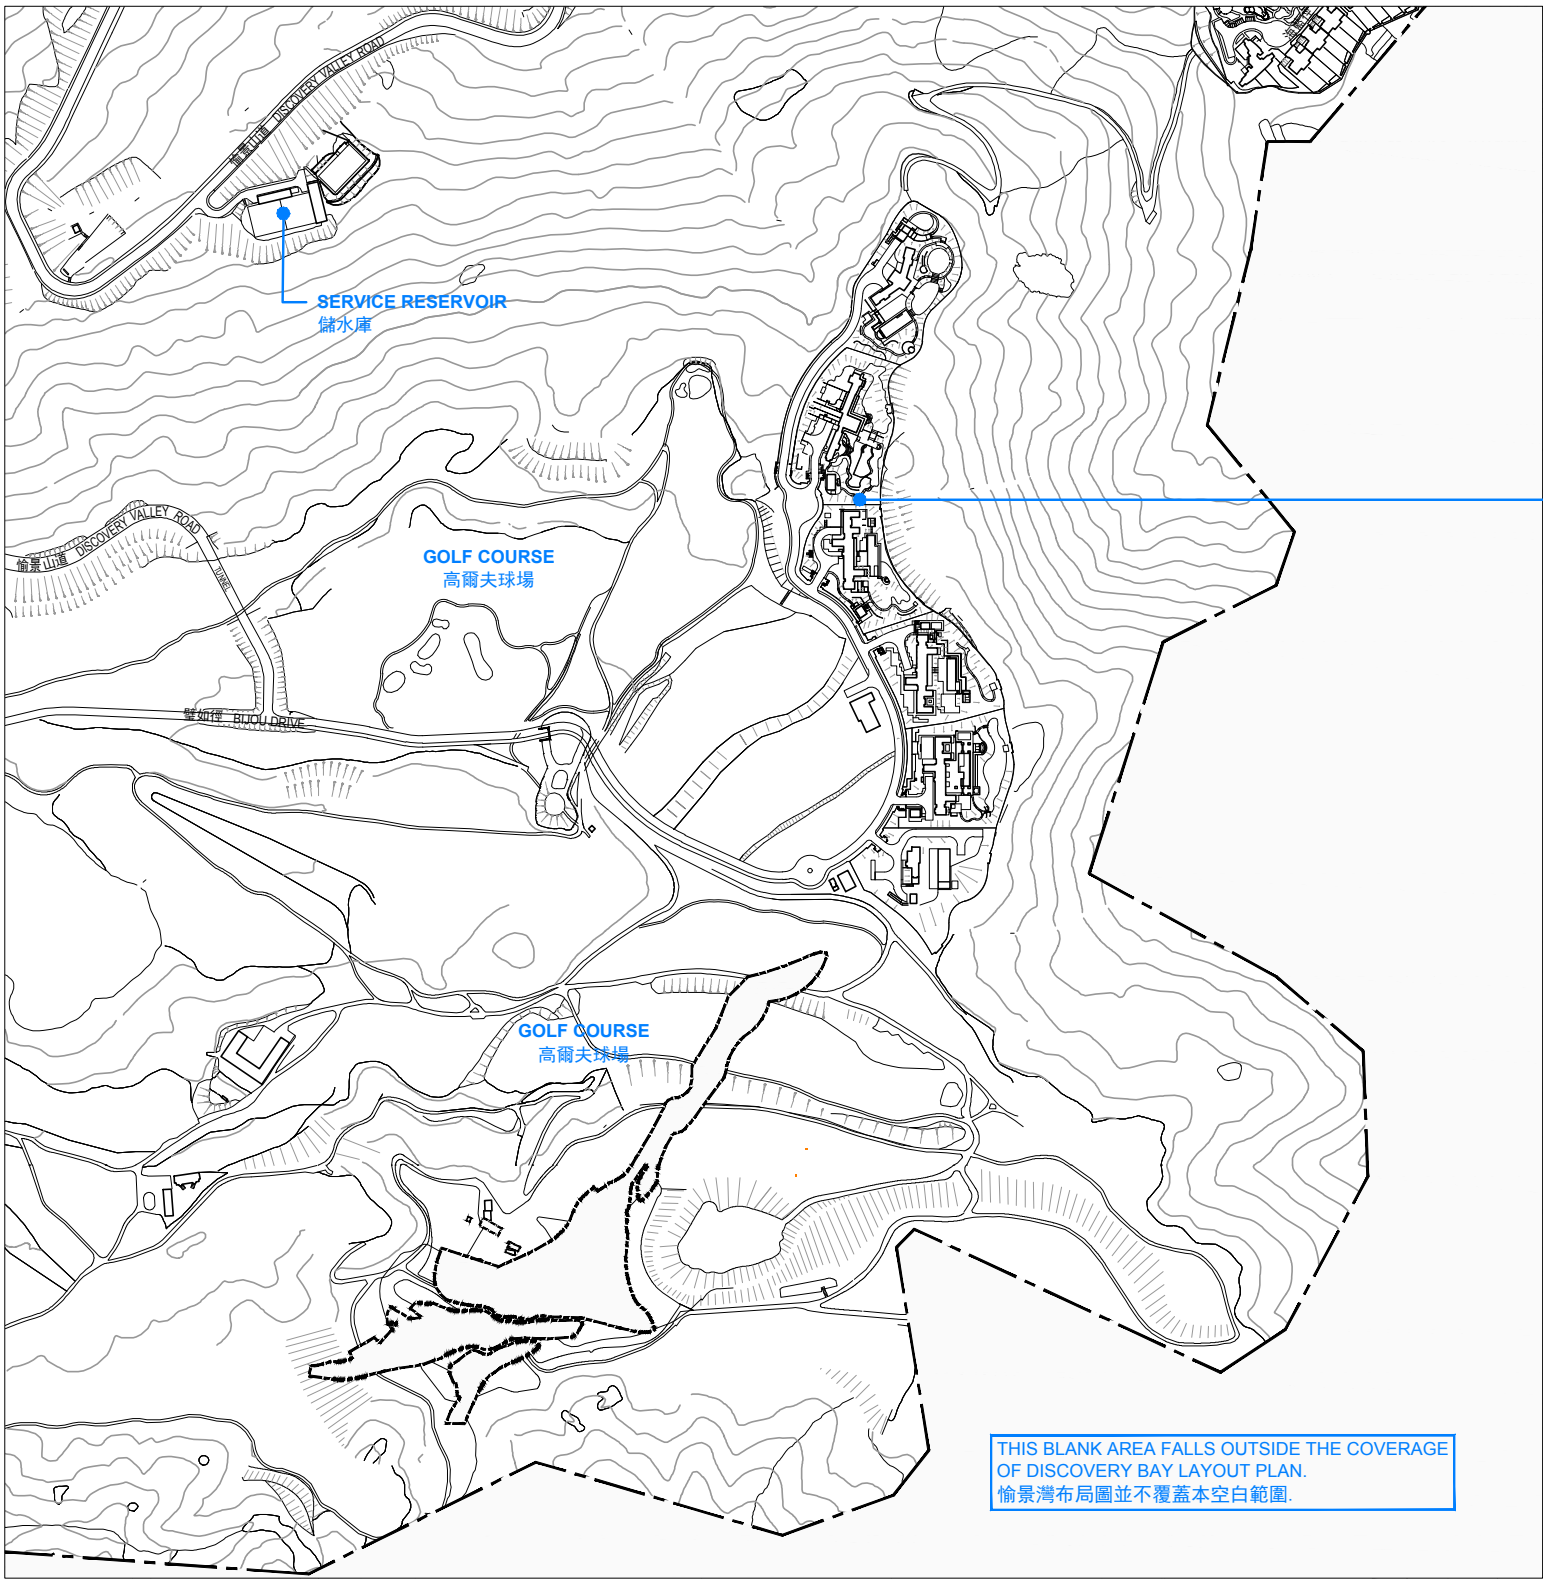 愉景山道 DISCOVERY VALLEY ROAD
SERVICE RESERVOIR
儲水庫
愉景山道 DISCOVERY VALLEY ROAD
TUNNEL
GOLF COURSE
高爾夫球場
璧如徑 BIJOU DRIVE
GOLF COURSE
高爾夫球場
THIS BLANK AREA FALLS OUTSIDE THE COVERAGE
OF DISCOVERY BAY LAYOUT PLAN.
愉景灣布局圖並不覆蓋本空白範圍.